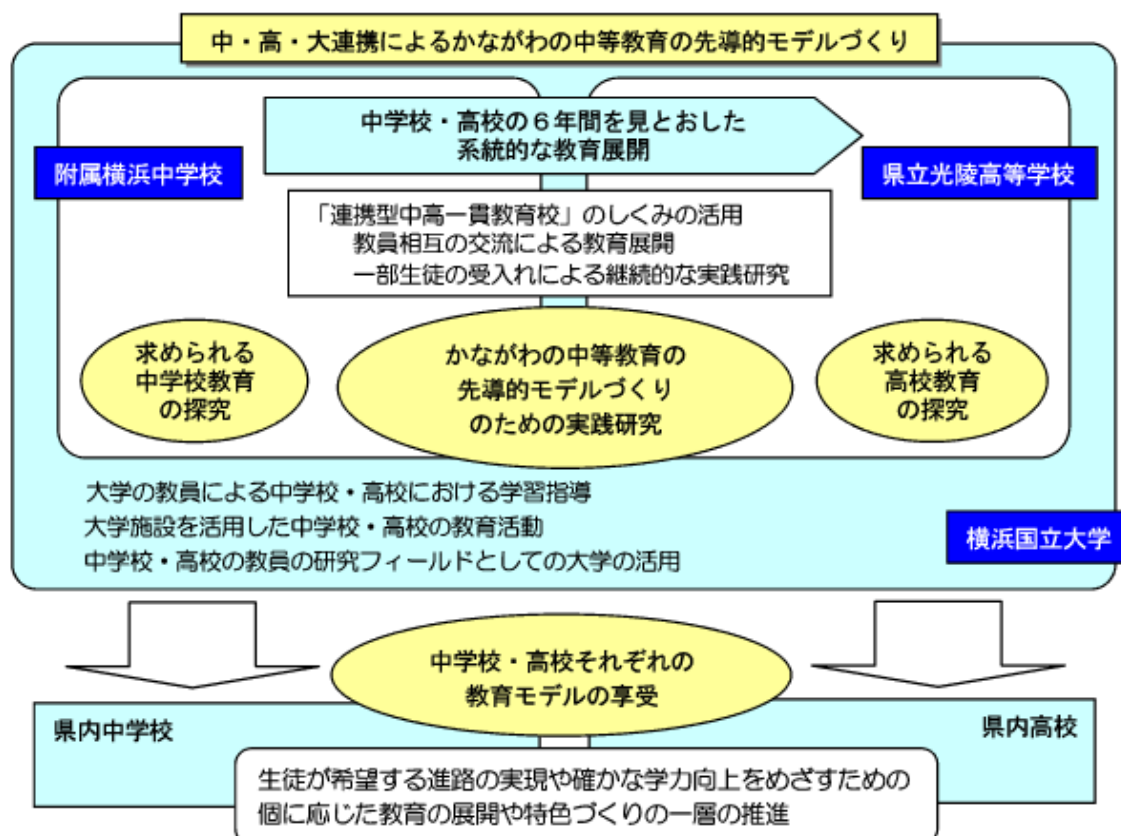 中・高・大連携によるかながわの中等教育の先導的モデルづくり
中学校・高校の６年間を見とおした
系統的な教育展開
附属横浜中学校
県立光陵高等学校
「連携型中高一貫教育校」のしくみの活用
教員相互の交流による教育展開
一部生徒の受入れによる継続的な実践研究
求められる
中学校教育
の探究
かながわの中等教育の
先導的モデルづくり
のための実践研究
求められる
高校教育
の探究
大学の教員による中学校・高校における学習指導
大学施設を活用した中学校・高校の教育活動
中学校・高校の教員の研究フィールドとしての大学の活用
横浜国立大学
中学校・高校それぞれの
教育モデルの享受
県内中学校
県内高校
生徒が希望する進路の実現や確かな学力向上をめざすための
個に応じた教育の展開や特色づくりの一層の推進